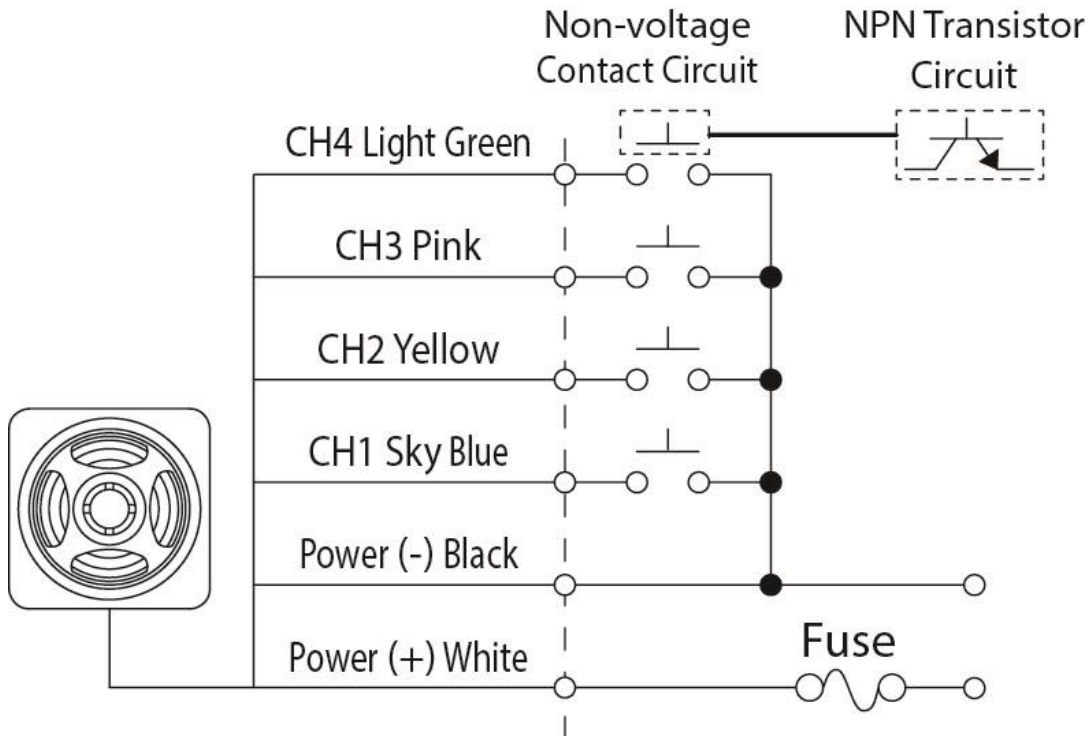 Non-voltage
Contact Circuit
NPN Transistor
Circuit
CH4 Light Green
CH3 Pink
CH2 Yellow
CH1 Sky Blue
Power (-) Black
Power (+) White
Fuse